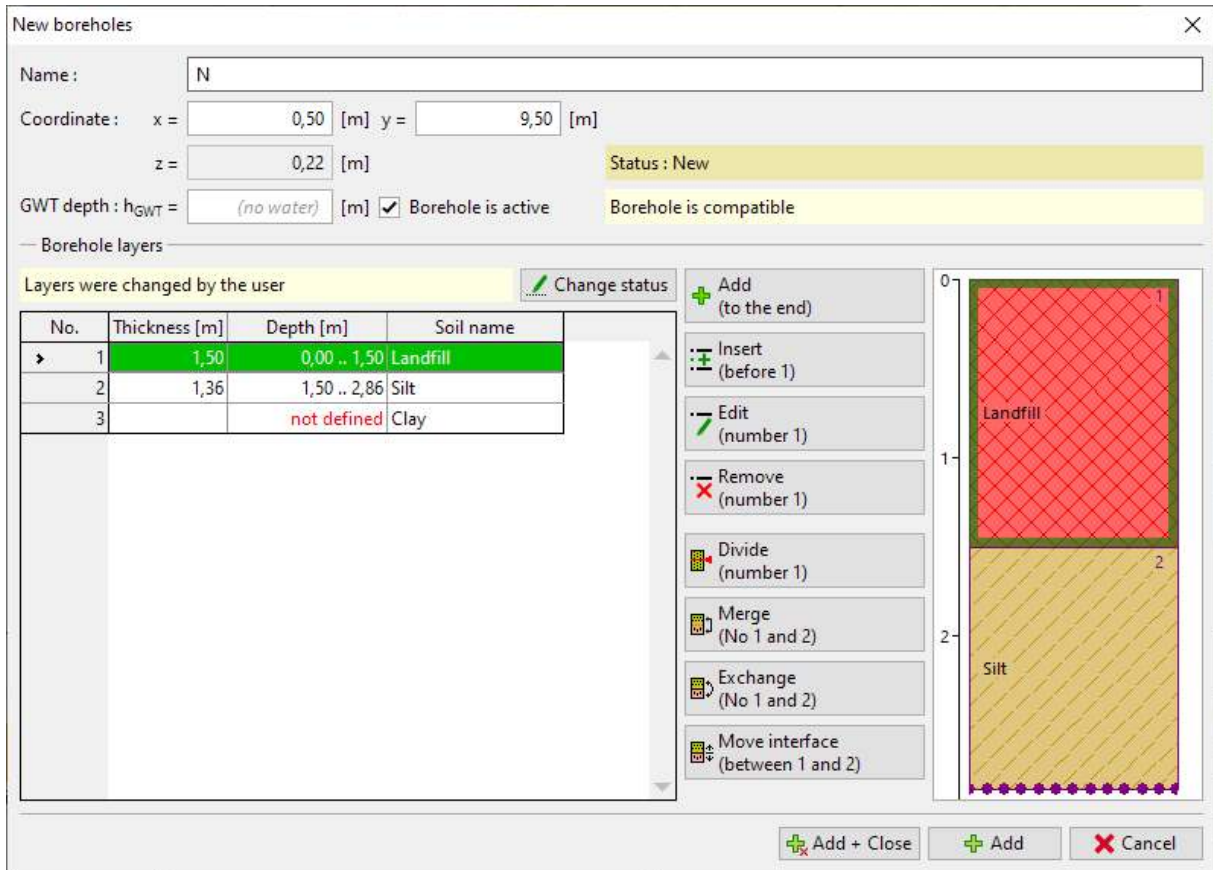 New boreholes
Name :
N
Coordinate : x = 0,50 [m] y = 9,50 [m]
z = 0,22 [m]
Status : New
GWT depth : hGWT = (no water) [m] Borehole is active
Borehole is compatible
Borehole layers
Layers were changed by the user
Change status
No. Thickness [m] Depth [m] Soil name
1 1,50 0,00 .. 1,50 Landfill
2 1,36 1,50 .. 2,86 Silt
3 not defined Clay
Add
(to the end)
Insert
(before 1)
Edit
(number 1)
Remove
(number 1)
Divide
(number 1)
Merge
(No 1 and 2)
Exchange
(No 1 and 2)
Move interface
(between 1 and 2)
0
1
Landfill
1
2
2
Silt
Add + Close
Add
Cancel